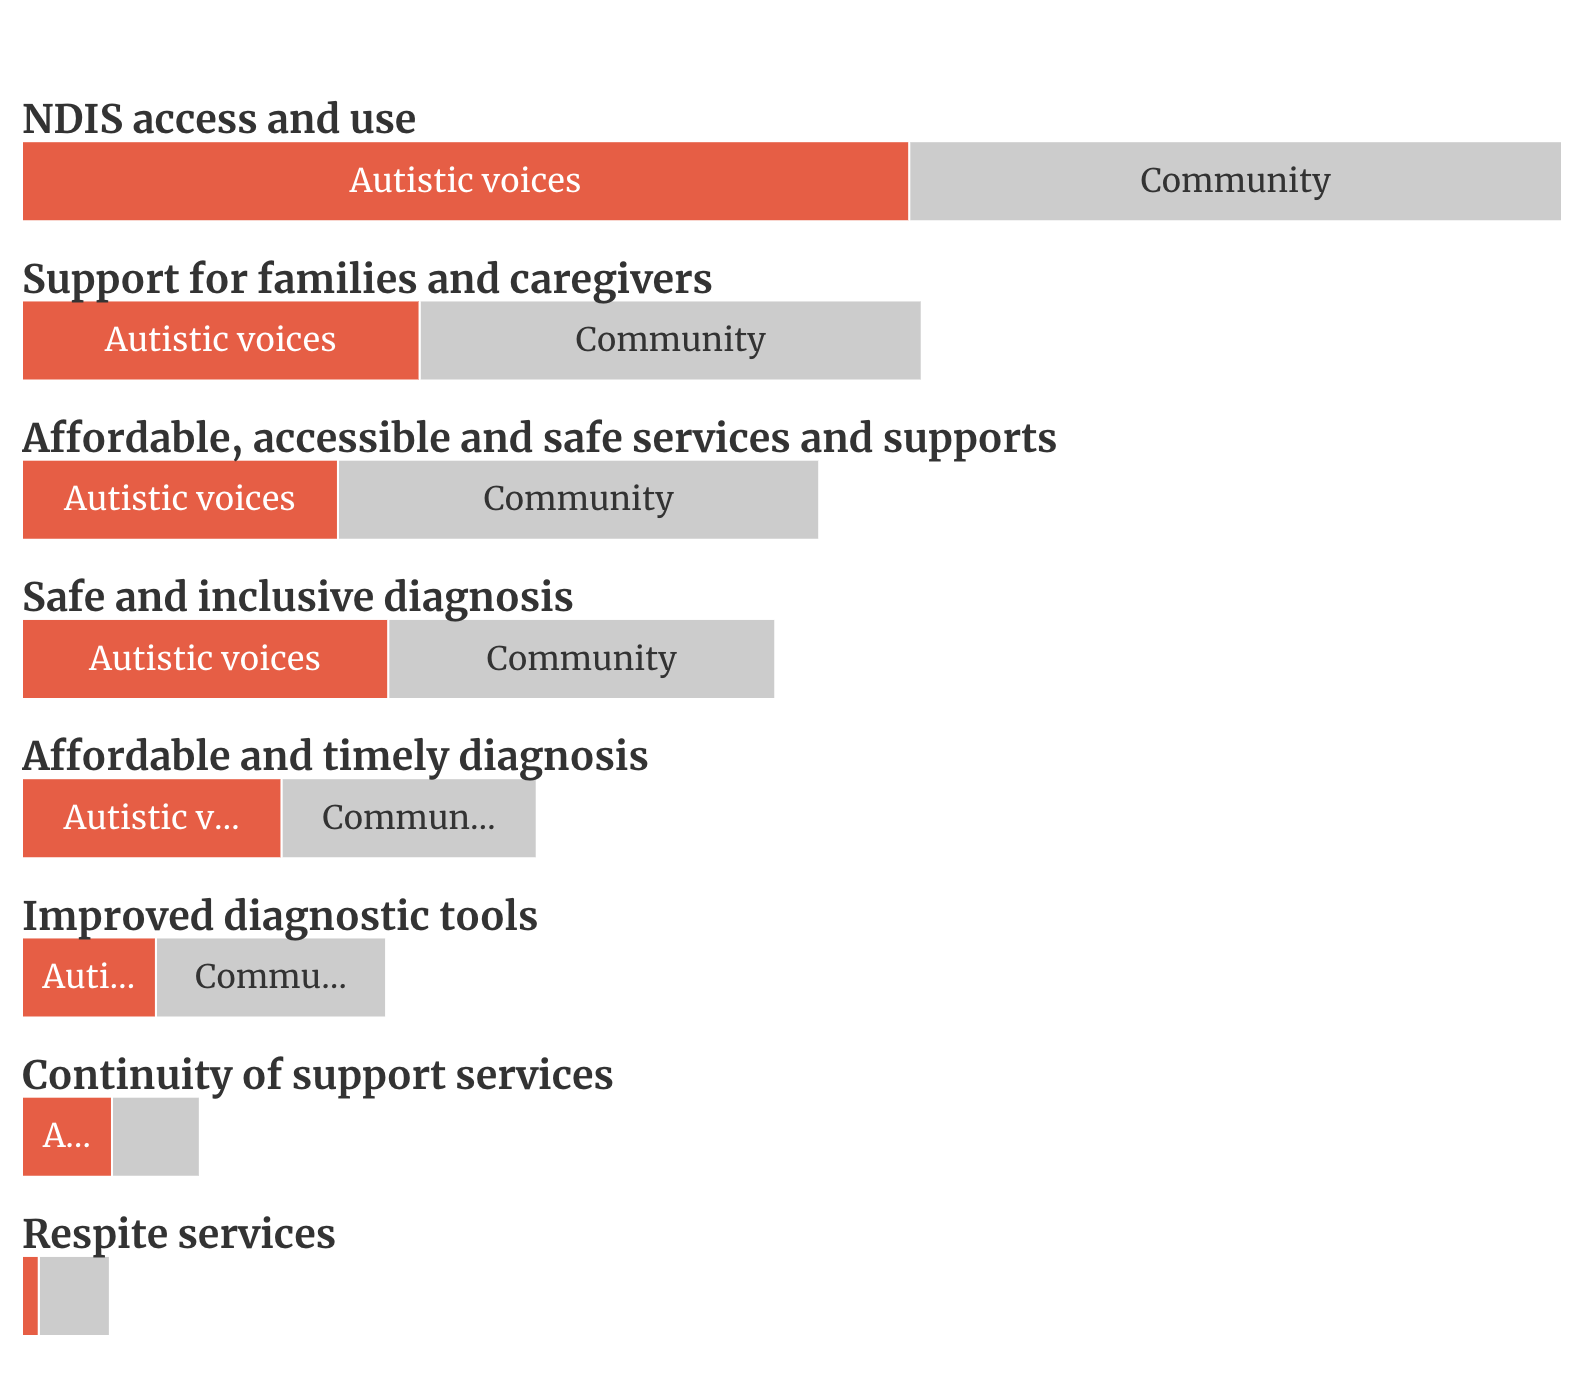 NDIS access and use
Autistic voices Community
Support for families and caregivers
Autistic voices Community
Affordable, accessible and safe services and supports
Autistic voices Community
Safe and inclusive diagnosis
Autistic voices Community
Affordable and timely diagnosis
Autistic v... Commun...
Improved diagnostic tools
Auti... Commu...
Continuity of support services
A...
Respite services